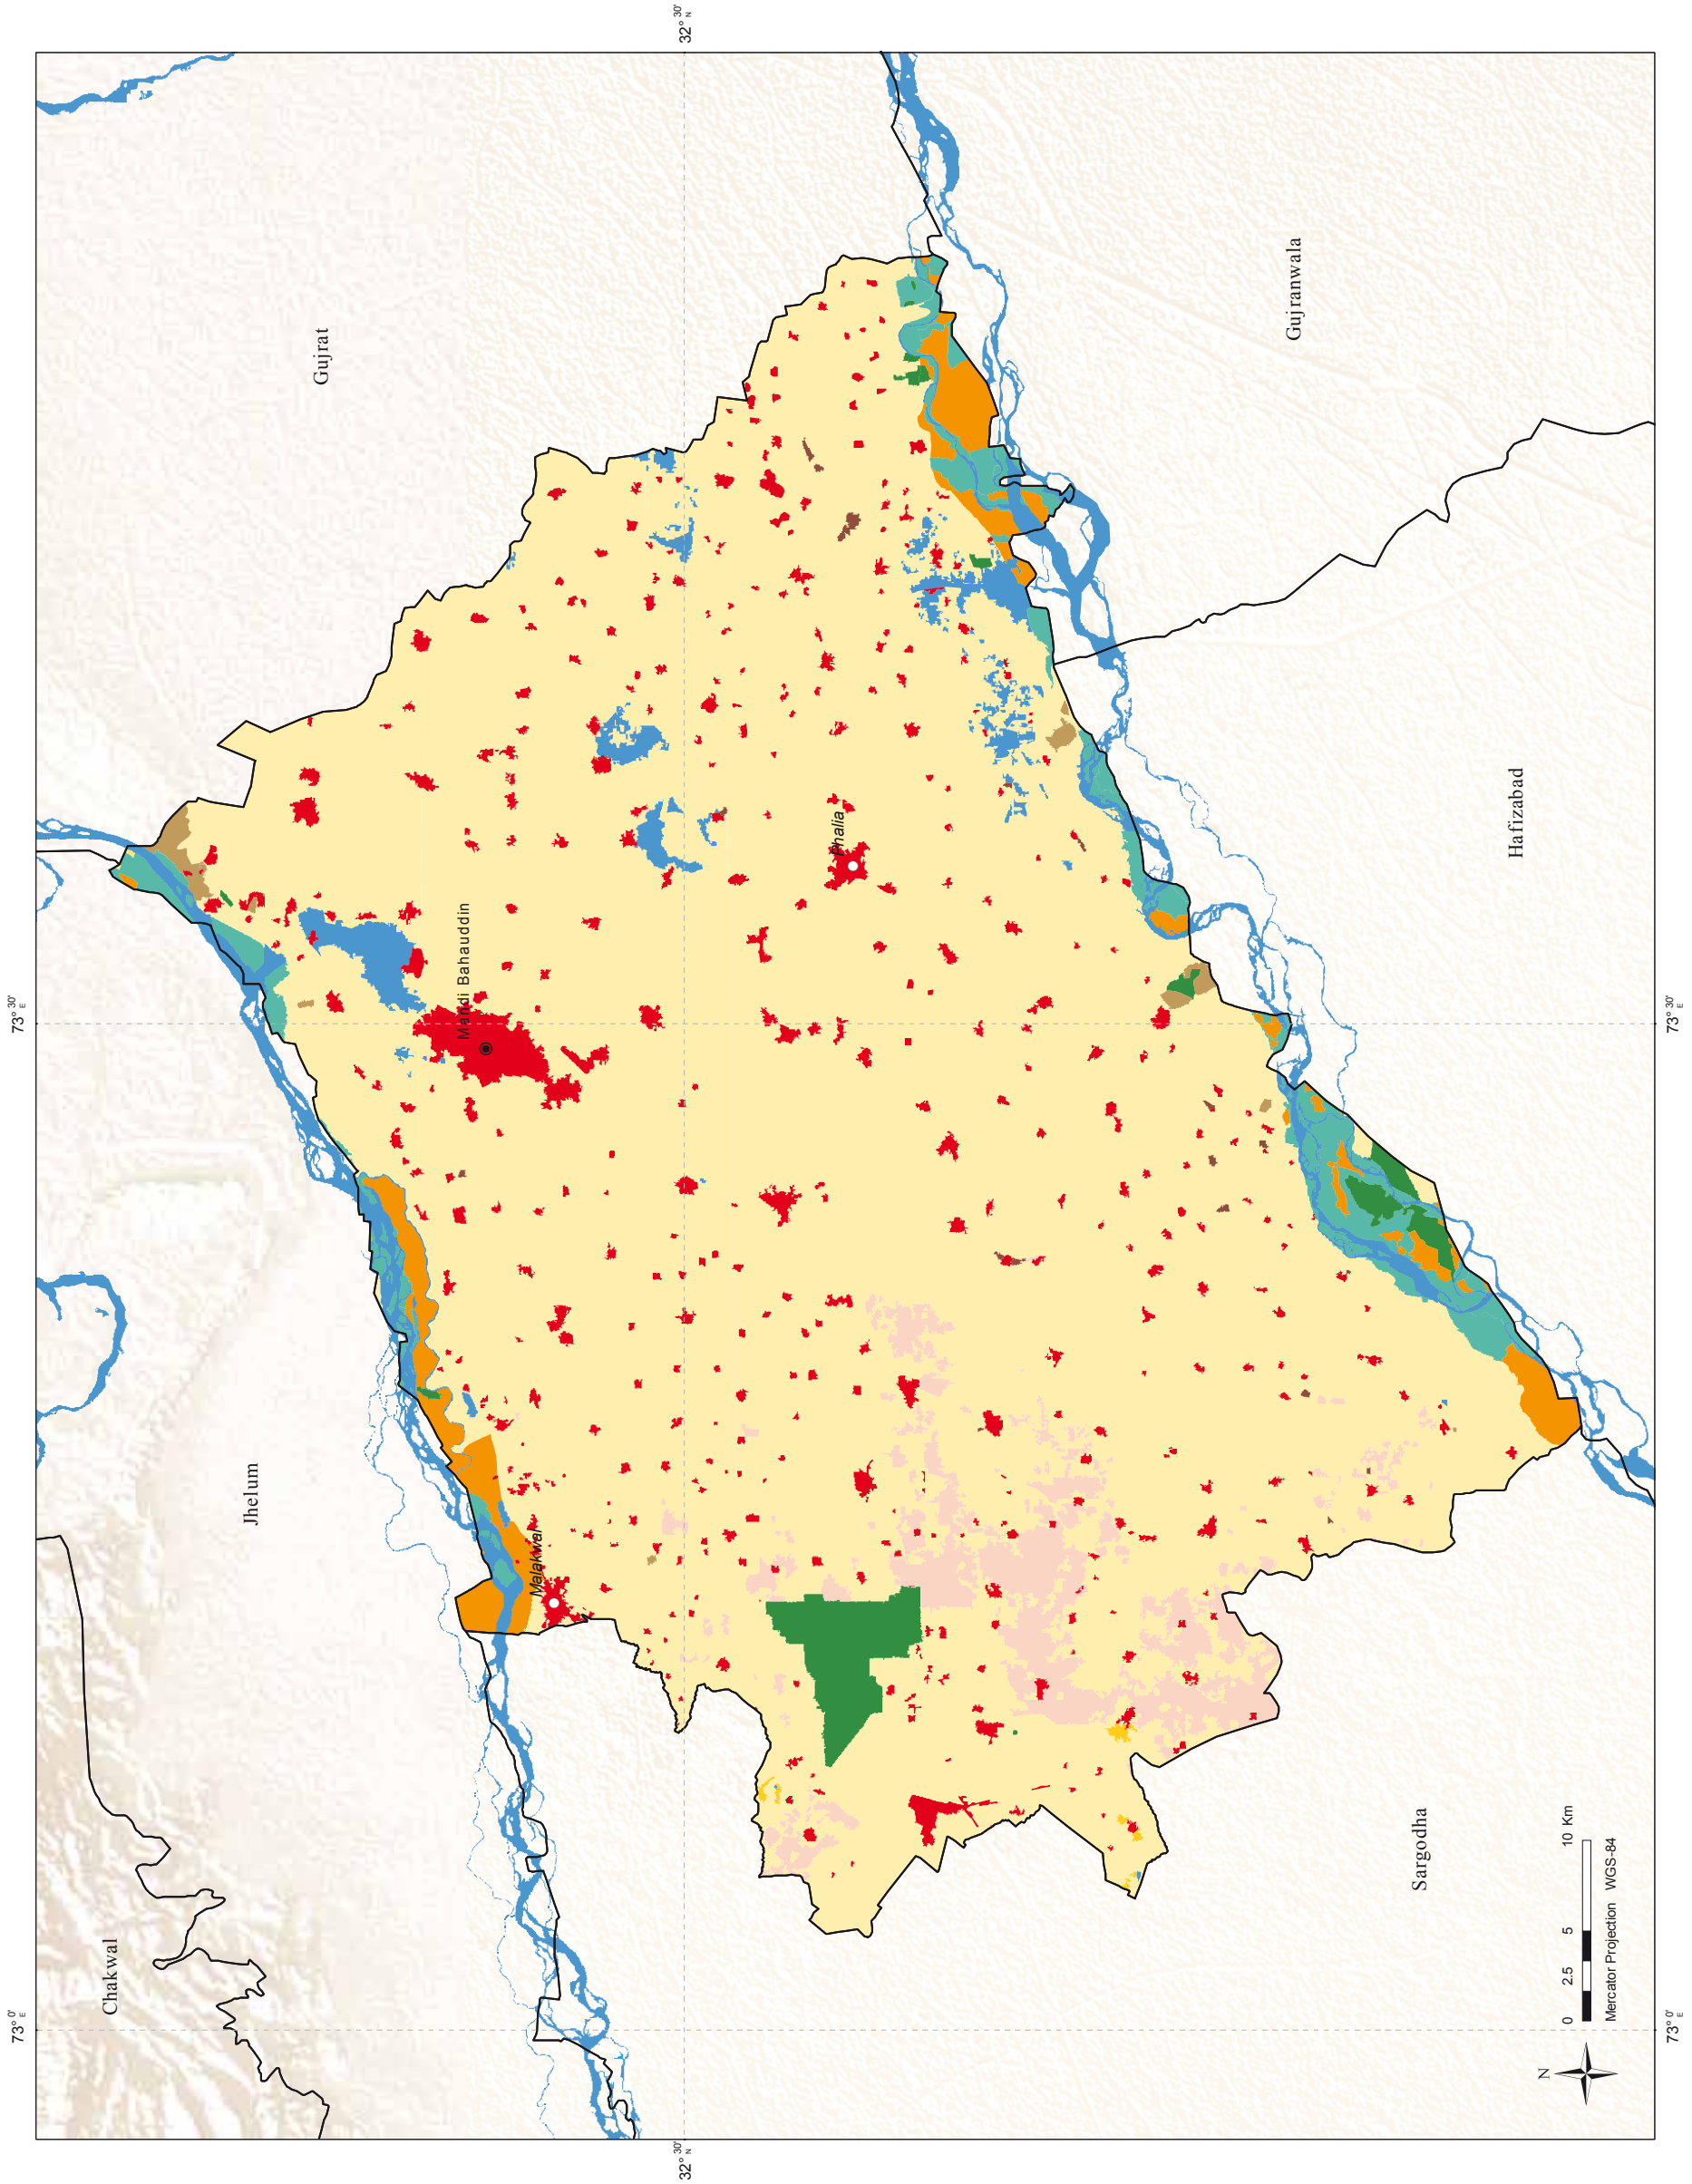 73° 0'
E
73° 30'
E
32° 30'
N
32° 30'
N
Chakwal
Jhelum
Gujrat
Mandi Bahauddin
Malakwal
Phalia
Sargodha
Hafizabad
Gujranwala
N
0 2.5 5 10 Km
Mercator Projection WGS-84
73° 0'
E
73° 30'
E